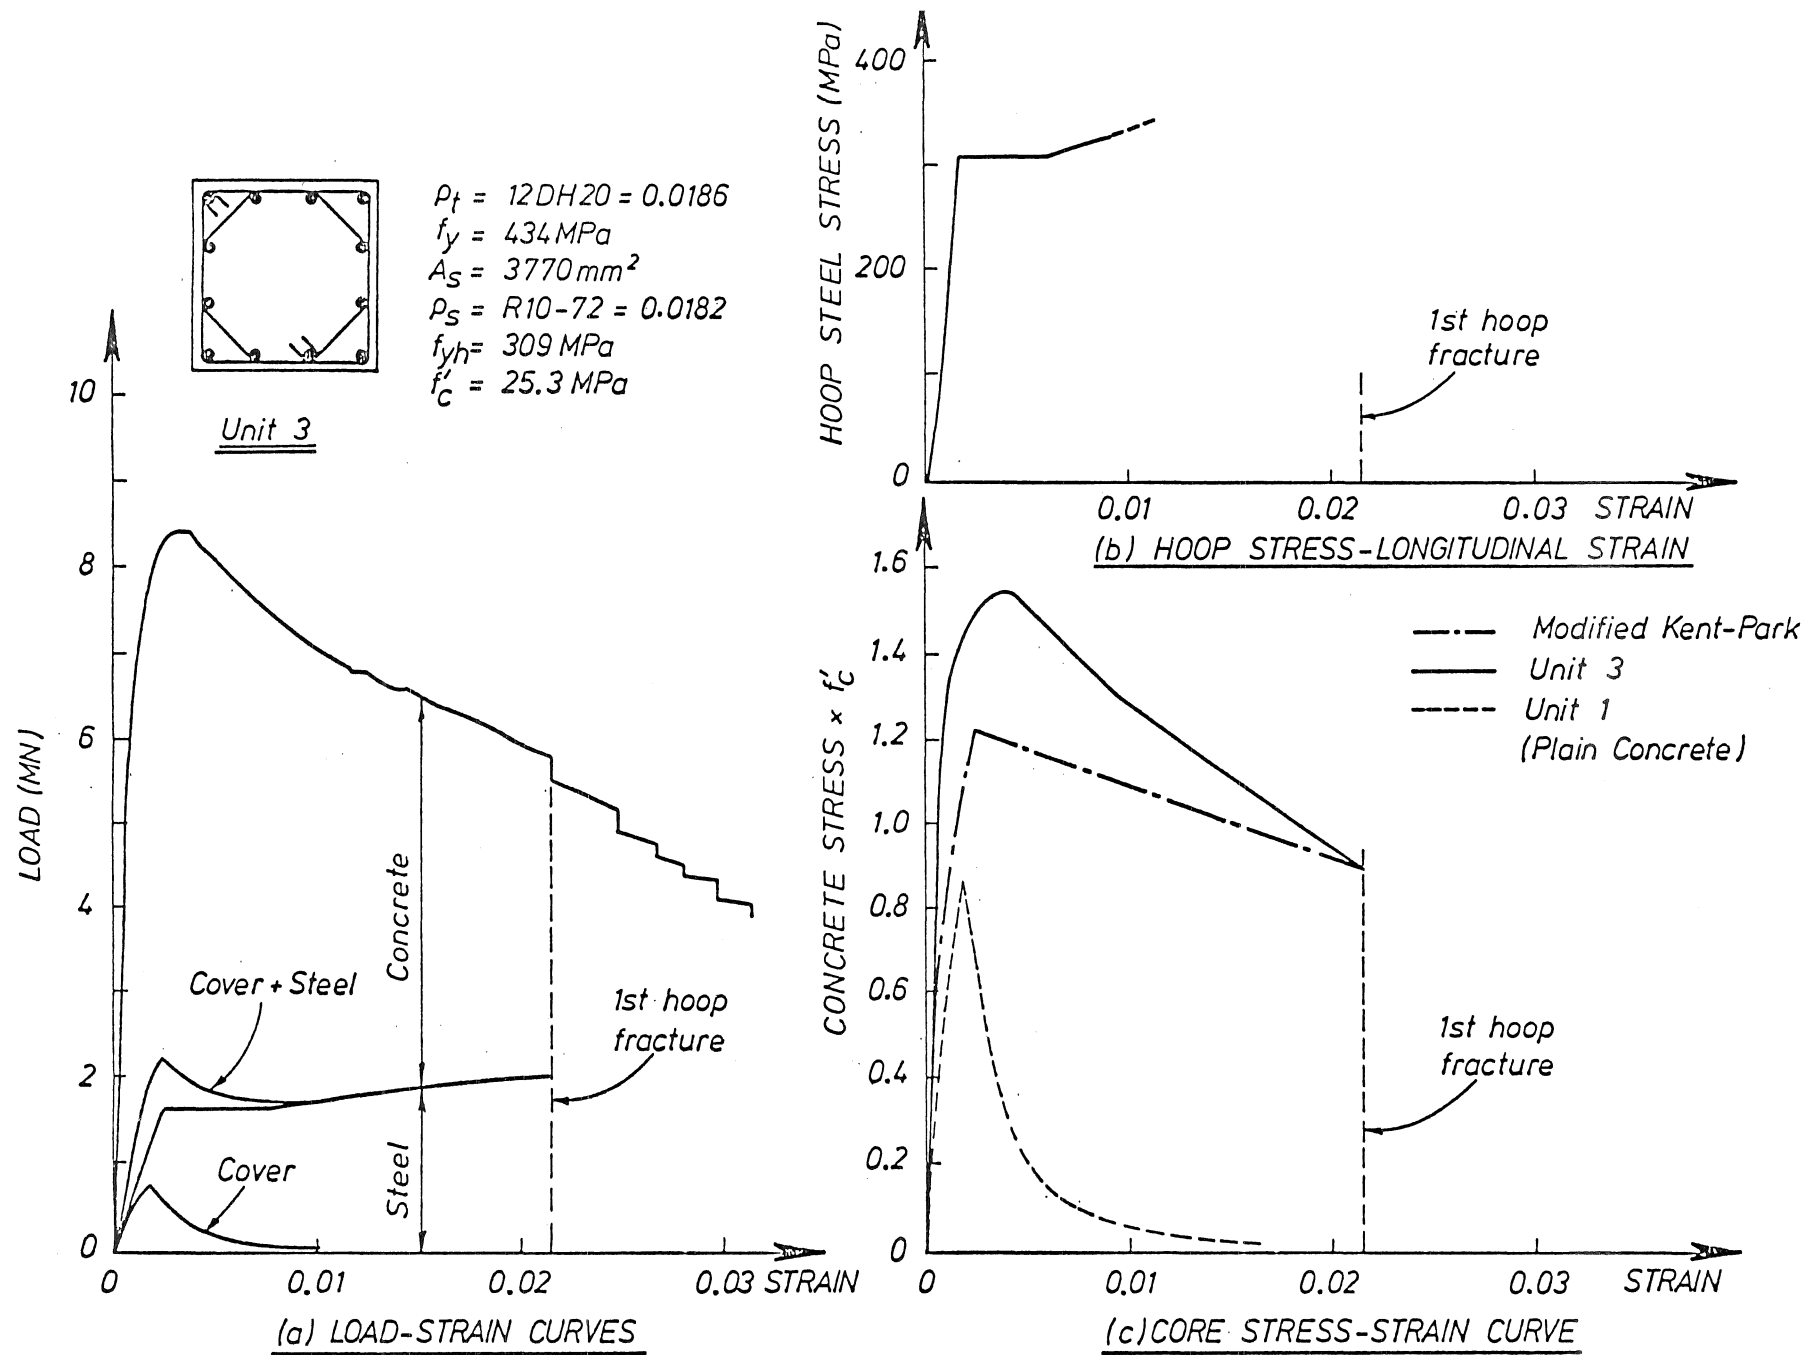 ρt = 12DH20 = 0.0186
fy = 434 MPa
As = 3770 mm²
ρs = R10-72 = 0.0182
fyh= 309 MPa
f'c = 25.3 MPa
Unit 3
10
8
6
4
2
0
LOAD (MN)
Cover + Steel
Cover
Concrete
Steel
1st hoop
fracture
0
0.01
0.02
0.03
STRAIN
(a) LOAD-STRAIN CURVES
HOOP STEEL STRESS (MPa)
400
200
0
1st hoop
fracture
0.01
0.02
0.03
STRAIN
(b) HOOP STRESS-LONGITUDINAL STRAIN
CONCRETE STRESS × f'c
1.6
1.4
1.2
1.0
0.8
0.6
0.4
0.2
0
Modified Kent-Park
Unit 3
Unit 1
(Plain Concrete)
1st hoop
fracture
0
0.01
0.02
0.03
STRAIN
(c) CORE STRESS-STRAIN CURVE